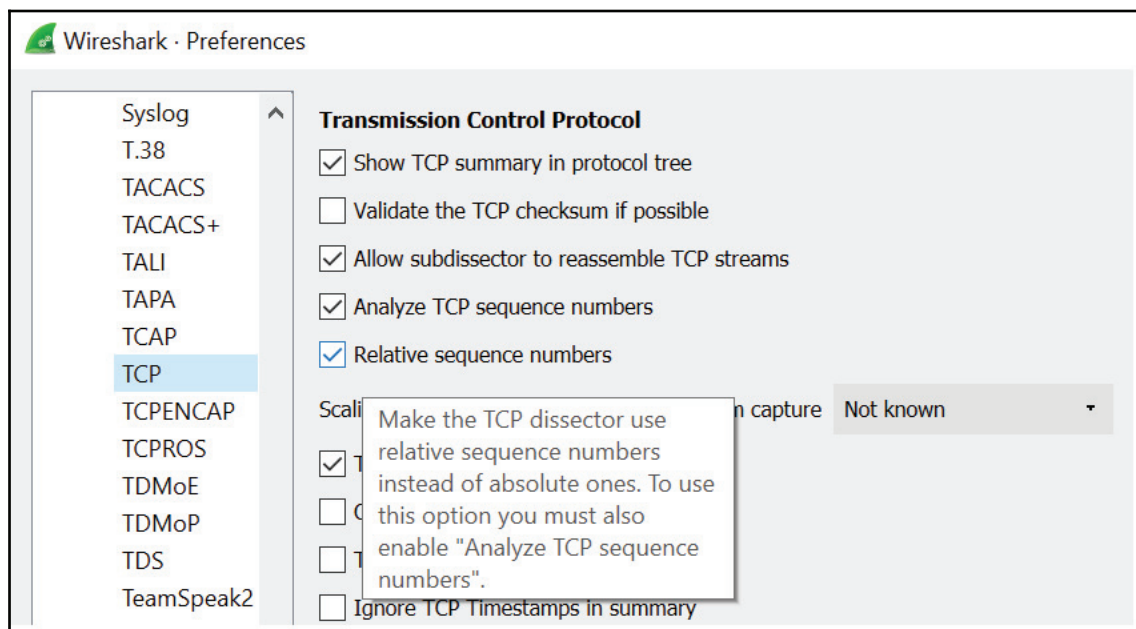 Wireshark · Preferences
Syslog
T.38
TACACS
TACACS+
TALI
TAPA
TCAP
TCP
TCPENCAP
TCPROS
TDMoE
TDMoP
TDS
TeamSpeak2
Transmission Control Protocol
Show TCP summary in protocol tree
Validate the TCP checksum if possible
Allow subdissector to reassemble TCP streams
Analyze TCP sequence numbers
Relative sequence numbers
capture Not known
Make the TCP dissector use
relative sequence numbers
instead of absolute ones. To use
this option you must also
enable "Analyze TCP sequence
numbers".
Ignore TCP Timestamps in summary